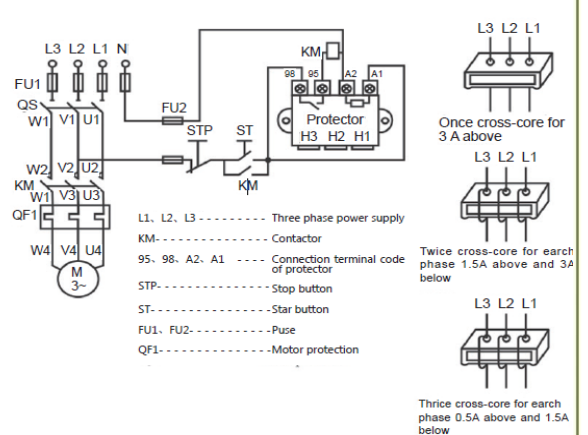 L3 L2 L1 N
FU1
QS
W1 V1 U1
W2 V2 U2
KM
W1 V3 U3
QF1
W4 V4 U4
M
3~
FU2
STP ST
KM
KM
98 95 A2 A1
Protector
H3 H2 H1
L1、L2、L3 - - - - - - - - - Three phase power supply
KM- - - - - - - - - - - - - - Contactor
95、98、A2、A1 - - - - Connection terminal code
of protector
STP- - - - - - - - - - - - - - Stop button
ST- - - - - - - - - - - - - - - Star button
FU1、FU2- - - - - - - - - - - Puse
QF1- - - - - - - - - - - - - - Motor protection
L3 L2 L1
Once cross-core for
3 A above
L3 L2 L1
Twice cross-core for earch
phase 1.5A above and 3A
below
L3 L2 L1
Thrice cross-core for earch
phase 0.5A above and 1.5A
below